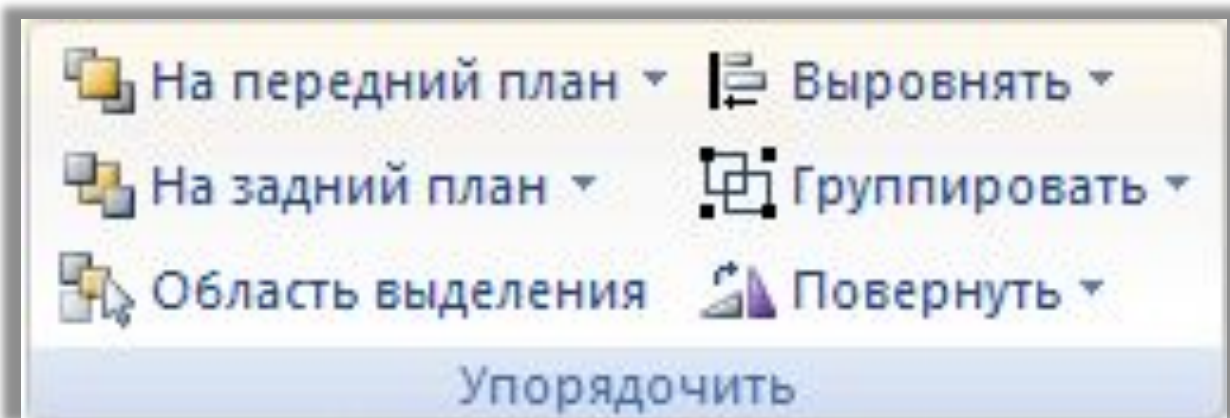 На передний план
На задний план
Область выделения
Выровнять
Группировать
Повернуть
Упорядочить